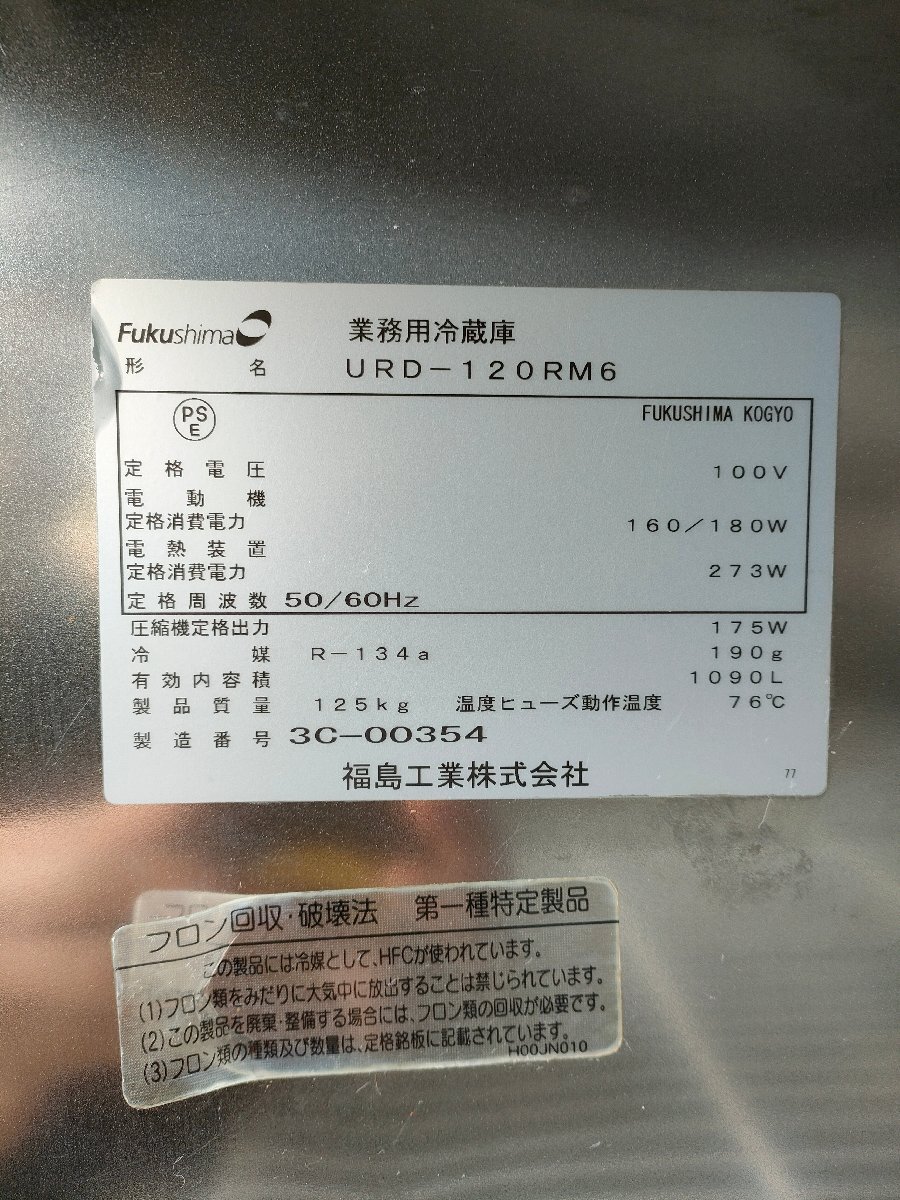 Fukushima 業務用冷蔵庫
形名 URD-120RM6
PSE FUKUSHIMA KOGYO
定格電圧 100V
電動機
定格消費電力 160/180W
電熱装置
定格消費電力 273W
定格周波数 50/60Hz
圧縮機定格出力 175W
冷媒 R-134a 190g
有効内容積 1090L
製品質量 125kg 温度ヒューズ動作温度 76℃
製造番号 3C-00354
福島工業株式会社 77
フロン回収・破壊法 第一種特定製品
この製品には冷媒として、HFCが使われています。
(1)フロン類をみだりに大気中に放出することは禁じられています。
(2)この製品を廃棄・整備する場合には、フロン類の回収が必要です。
(3)フロン類の種類及び数量は、定格銘板に記載されています。
H00JN010